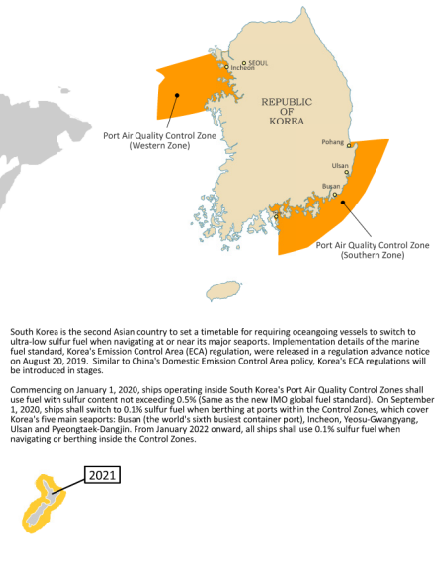 SEOUL
Incheon
REPUBLIC
OF
KOREA
Port Air Quality Control Zone
(Western Zone)
Pohang
Ulsan
Busan
Port Air Quality Control Zone
(Southern Zone)
South Korea is the second Asian country to set a timetable for requiring oceangoing vessels to switch to
ultra-low sulfur fuel when navigating at or near its major seaports. Implementation details of the marine
fuel standard, Korea's Emission Control Area (ECA) regulation, were released in a regulation advance notice
on August 20, 2019. Similar to China's Domestic Emission Control Area policy, Korea's ECA regulations will
be introduced in stages.
Commencing on January 1, 2020, ships operating inside South Korea's Port Air Quality Control Zones shall
use fuel with sulfur content not exceeding 0.5% (Same as the new IMO global fuel standard). On September
1, 2020, ships shall switch to 0.1% sulfur fuel when berthing at ports within the Control Zones, which cover
Korea's five main seaports: Busan (the world's sixth busiest container port), Incheon, Yeosu-Gwangyang,
Ulsan and Pyeongtaek-Dangjin. From January 2022 onward, all ships shall use 0.1% sulfur fuel when
navigating or berthing inside the Control Zones.
2021